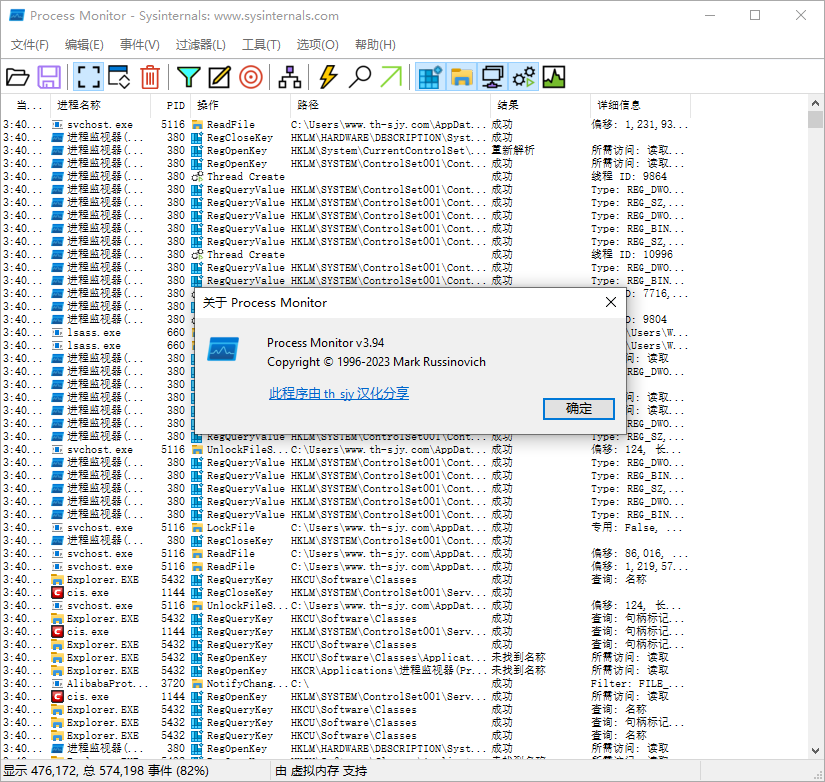 Process Monitor - Sysinternals: www.sysinternals.com
文件(F) 编辑(E) 事件(V) 过滤器(L) 工具(T) 选项(O) 帮助(H)
当... 进程名称 PID 操作 路径 结果 详细信息
3:40... svchost.exe 5116 ReadFile C:\Users\www.th-sjy.com\AppDat... 成功 偏移: 1,231,93...
3:40... 进程监视器(... 380 RegCloseKey HKLM\HARDWARE\DESCRIPTION\Syst... 成功
3:40... 进程监视器(... 380 RegOpenKey HKLM\System\CurrentControlSet\... 重新解析 所需访问: 读取...
3:40... 进程监视器(... 380 RegOpenKey HKLM\SYSTEM\ControlSet001\Cont... 成功 所需访问: 读取...
3:40... 进程监视器(... 380 Thread Create 成功 线程 ID: 9864
3:40... 进程监视器(... 380 RegQueryValue HKLM\SYSTEM\ControlSet001\Cont... 成功 Type: REG_DWO...
3:40... 进程监视器(... 380 RegQueryValue HKLM\SYSTEM\ControlSet001\Cont... 成功 Type: REG_SZ,...
3:40... 进程监视器(... 380 RegQueryValue HKLM\SYSTEM\ControlSet001\Cont... 成功 Type: REG_DWO...
3:40... 进程监视器(... 380 RegQueryValue HKLM\SYSTEM\ControlSet001\Cont... 成功 Type: REG_BIN...
3:40... 进程监视器(... 380 RegQueryValue HKLM\SYSTEM\ControlSet001\Cont... 成功 Type: REG_SZ,...
3:40... 进程监视器(... 380 Thread Create 成功 线程 ID: 10996
3:40... 进程监视器(... 380 RegQueryValue HKLM\SYSTEM\ControlSet001\Cont... 成功 Type: REG_DWO...
3:40... 进程监视器(... 380 RegQueryValue HKLM\SYSTEM\ControlSet001\Cont... 成功 Type: REG_BIN...
3:40... 进程监视器(... 380 D: 7716,...
3:40... 进程监视器(... 380
3:40... 进程监视器(... 380 D: 9804
3:40... lsass.exe 660 \Users\W...
3:40... lsass.exe 660 \Users\W...
3:40... 进程监视器(... 380 问: 读取
3:40... 进程监视器(... 380 REG_DWO...
3:40... 进程监视器(... 380
3:40... 进程监视器(... 380 问: 读取...
3:40... 进程监视器(... 380 问: 读取...
3:40... 进程监视器(... 380 REG_DWO...
关于 Process Monitor
Process Monitor v3.94
Copyright © 1996-2023 Mark Russinovich
此程序由 th_sjy 汉化分享
确定
3:40... 进程监视器(... 380 RegQueryValue HKLM\SYSTEM\ControlSet001\Cont... 成功 Type: REG_SZ,...
3:40... svchost.exe 5116 UnlockFileS... C:\Users\www.th-sjy.com\AppDat... 成功 偏移: 124, 长...
3:40... 进程监视器(... 380 RegQueryValue HKLM\SYSTEM\ControlSet001\Cont... 成功 Type: REG_DWO...
3:40... 进程监视器(... 380 RegQueryValue HKLM\SYSTEM\ControlSet001\Cont... 成功 Type: REG_BIN...
3:40... 进程监视器(... 380 RegQueryValue HKLM\SYSTEM\ControlSet001\Cont... 成功 Type: REG_SZ,...
3:40... 进程监视器(... 380 RegQueryValue HKLM\SYSTEM\ControlSet001\Cont... 成功 Type: REG_DWO...
3:40... 进程监视器(... 380 RegQueryValue HKLM\SYSTEM\ControlSet001\Cont... 成功 Type: REG_BIN...
3:40... svchost.exe 5116 LockFile C:\Users\www.th-sjy.com\AppDat... 成功 专用: False, ...
3:40... 进程监视器(... 380 RegCloseKey HKLM\SYSTEM\ControlSet001\Cont... 成功
3:40... svchost.exe 5116 ReadFile C:\Users\www.th-sjy.com\AppDat... 成功 偏移: 86,016, ...
3:40... svchost.exe 5116 ReadFile C:\Users\www.th-sjy.com\AppDat... 成功 偏移: 1,219,57...
3:40... Explorer.EXE 5432 RegQueryKey HKCU\Software\Classes 成功 查询: 名称
3:40... cis.exe 1144 RegCloseKey HKLM\SYSTEM\ControlSet001\Serv... 成功
3:40... svchost.exe 5116 UnlockFileS... C:\Users\www.th-sjy.com\AppDat... 成功 偏移: 124, 长...
3:40... Explorer.EXE 5432 RegQueryKey HKCU\Software\Classes 成功 查询: 句柄标记...
3:40... cis.exe 1144 RegQueryKey HKLM\SYSTEM\ControlSet001\Serv... 成功 查询: 句柄标记...
3:40... Explorer.EXE 5432 RegQueryKey HKCU\Software\Classes 成功 查询: 句柄标记...
3:40... Explorer.EXE 5432 RegOpenKey HKCU\Software\Classes\Applicat... 未找到名称 所需访问: 读取
3:40... Explorer.EXE 5432 RegOpenKey HKCR\Applications\进程监视器(Pr... 未找到名称 所需访问: 读取
3:40... AlibabaProt... 3720 NotifyChang... C:\ 成功 Filter: FILE_...
3:40... cis.exe 1144 RegOpenKey HKLM\SYSTEM\ControlSet001\Serv... 成功 所需访问: 读取
3:40... Explorer.EXE 5432 RegQueryKey HKCU\Software\Classes 成功 查询: 名称
3:40... Explorer.EXE 5432 RegQueryKey HKCU\Software\Classes 成功 查询: 句柄标记...
3:40... Explorer.EXE 5432 RegQueryKey HKCU\Software\Classes 成功 查询: 名称
3:40... 进程监视器(... 380 RegOpenKey HKLM\HARDWARE\DESCRIPTION\Syst... 成功 所需访问: 读取
显示 476,172, 总 574,198 事件 (82%) 由 虚拟内存 支持